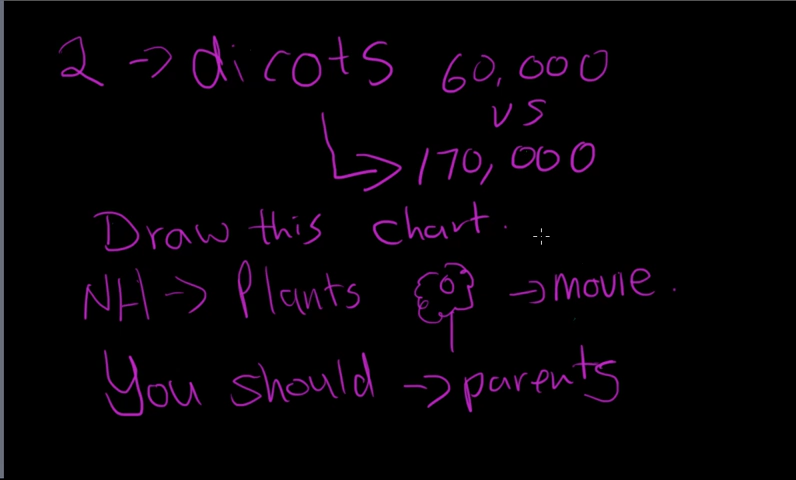 2 → dicots 60,000
vs
→ 170,000
Draw this chart.
NH → Plants → movie.
You should → parents